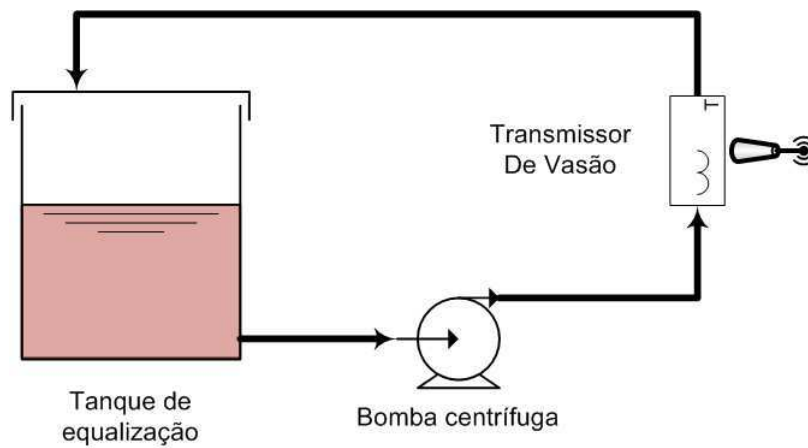 Transmissor
De Vasão
T
Tanque de
equalização
Bomba centrífuga